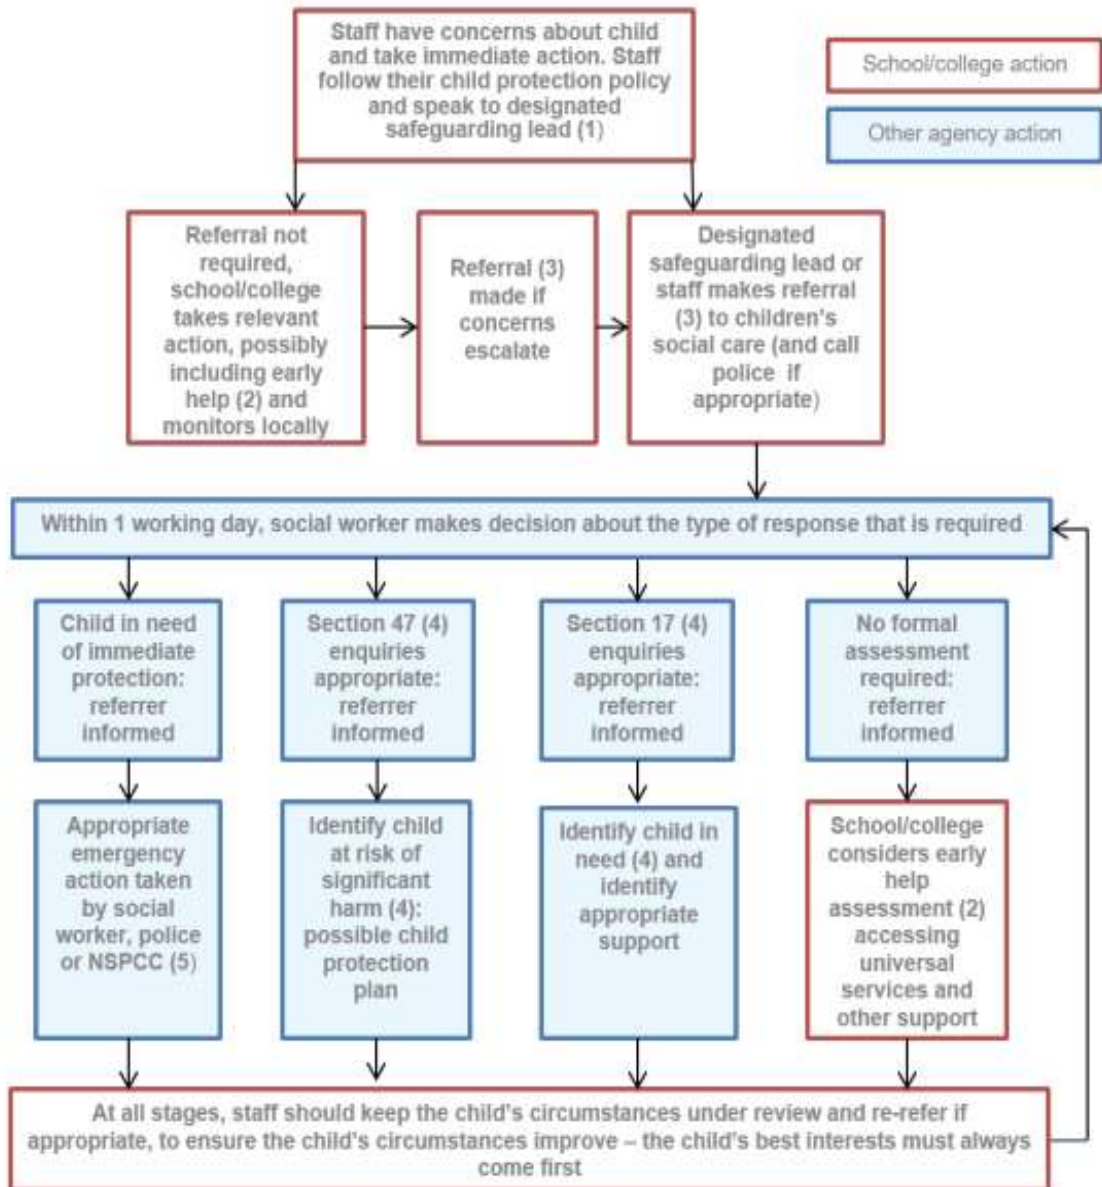 Staff have concerns about child
and take immediate action. Staff
follow their child protection policy
and speak to designated
safeguarding lead (1)
School/college action
Other agency action
Referral not
required,
school/college
takes relevant
action, possibly
including early
help (2) and
monitors locally
Referral (3)
made if
concerns
escalate
Designated
safeguarding lead or
staff makes referral
(3) to children's
social care (and call
police if
appropriate)
Within 1 working day, social worker makes decision about the type of response that is required
Child in need
of immediate
protection:
referrer
informed
Section 47 (4)
enquiries
appropriate:
referrer
informed
Section 17 (4)
enquiries
appropriate:
referrer
informed
No formal
assessment
required:
referrer
informed
Appropriate
emergency
action taken
by social
worker, police
or NSPCC (5)
Identify child
at risk of
significant
harm (4):
possible child
protection
plan
Identify child in
need (4) and
identify
appropriate
support
School/college
considers early
help
assessment (2)
accessing
universal
services and
other support
At all stages, staff should keep the child's circumstances under review and re-refer if
appropriate, to ensure the child's circumstances improve – the child's best interests must always
come first